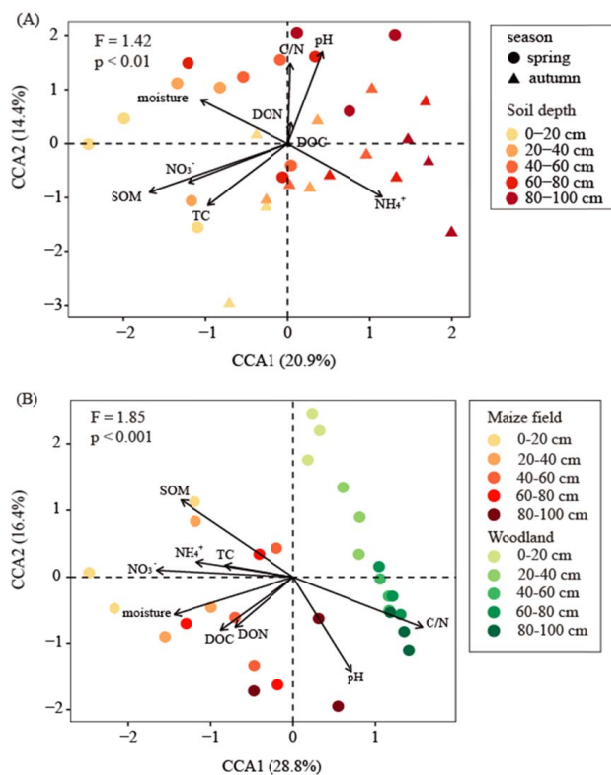 (A)
F = 1.42
p < 0.01
C/N
pH
moisture
DCN
DOC
NO₃⁻
SOM
TC
NH₄⁺
2
1
0
−1
−2
−3
CCA2 (14.4%)
−2
−1
0
1
2
CCA1 (20.9%)
season
spring
autumn
Soil depth
0−20 cm
20−40 cm
40−60 cm
60−80 cm
80−100 cm
(B)
F = 1.85
p < 0.001
SOM
NH₄⁺
TC
NO₃⁻
moisture
DOC
DON
C/N
pH
2
1
0
−1
−2
CCA2 (16.4%)
−2
−1
0
1
CCA1 (28.8%)
Maize field
0-20 cm
20-40 cm
40-60 cm
60-80 cm
80-100 cm
Woodland
0-20 cm
20-40 cm
40-60 cm
60-80 cm
80-100 cm